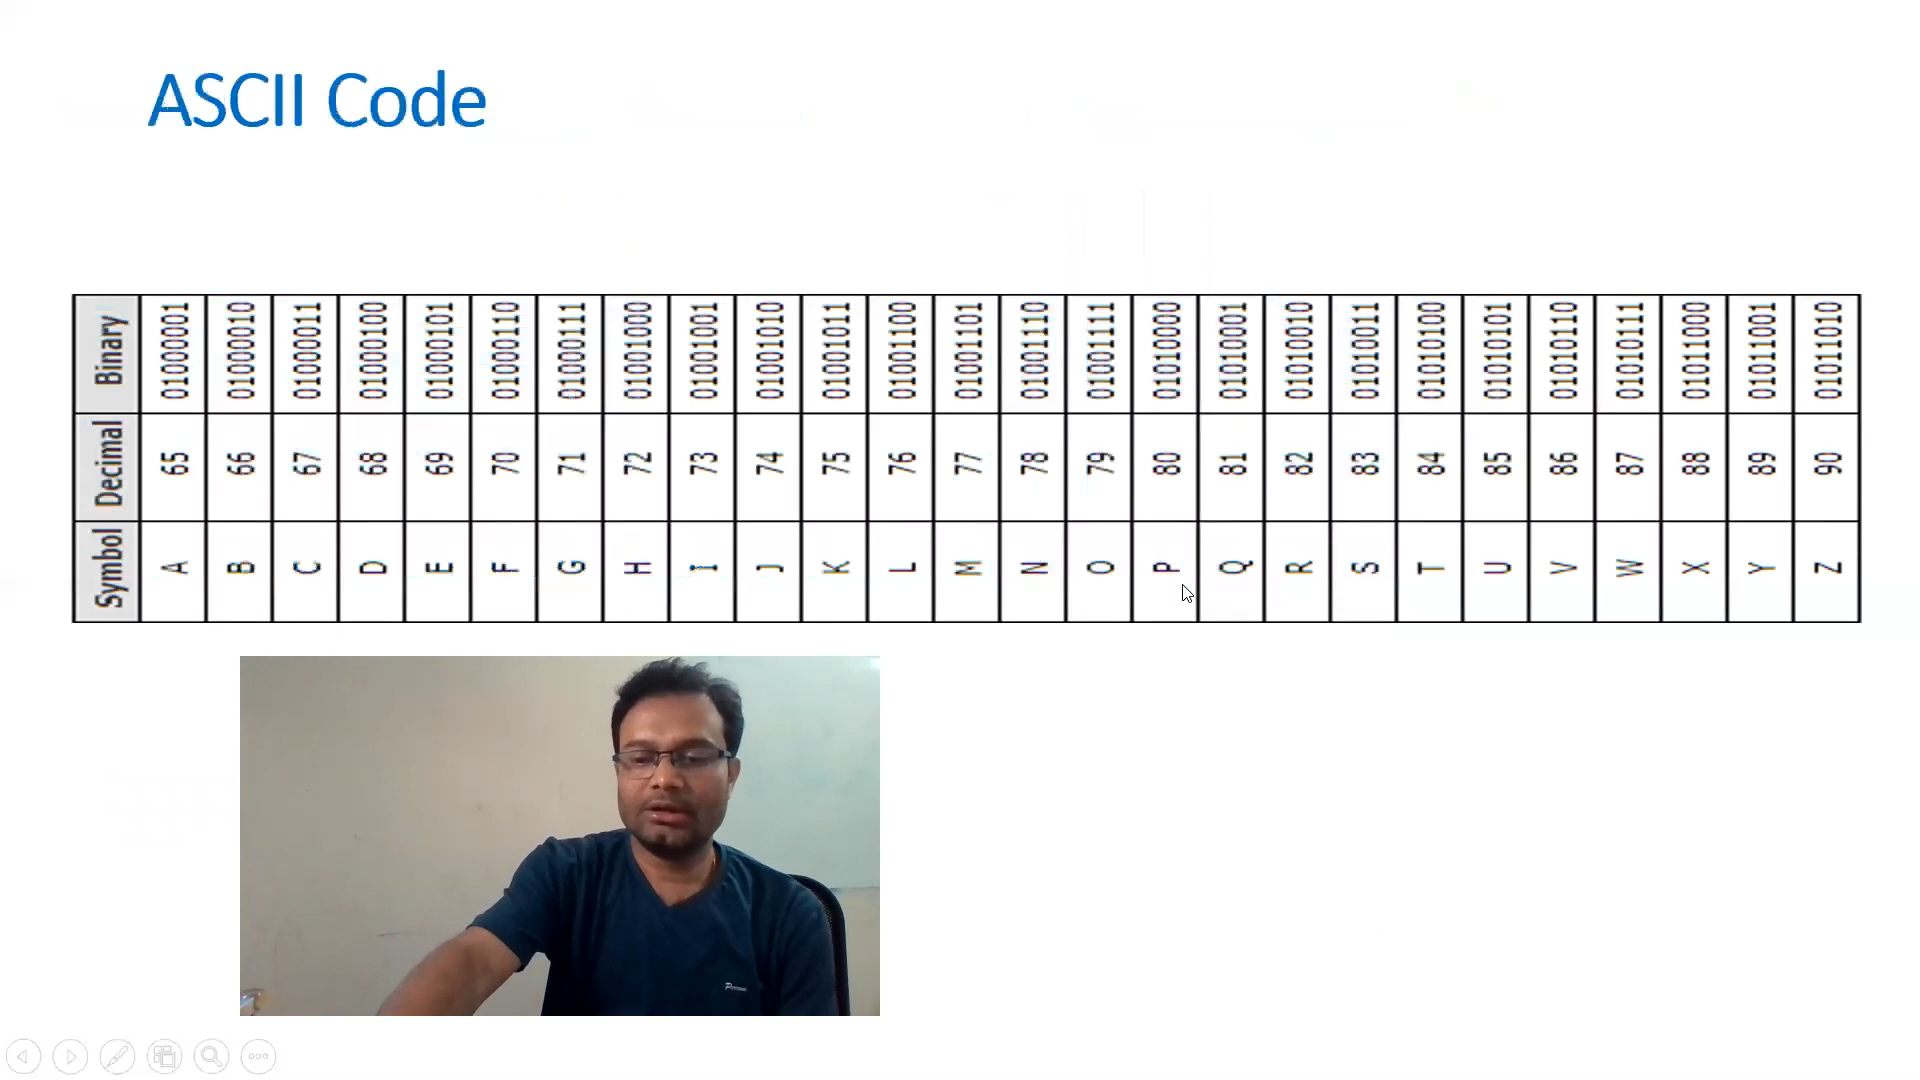 ASCII Code
Symbol Decimal Binary
A 65 01000001
B 66 01000010
C 67 01000011
D 68 01000100
E 69 01000101
F 70 01000110
G 71 01000111
H 72 01001000
I 73 01001001
J 74 01001010
K 75 01001011
L 76 01001100
M 77 01001101
N 78 01001110
O 79 01001111
P 80 01010000
Q 81 01010001
R 82 01010010
S 83 01010011
T 84 01010100
U 85 01010101
V 86 01010110
W 87 01010111
X 88 01011000
Y 89 01011001
Z 90 01011010